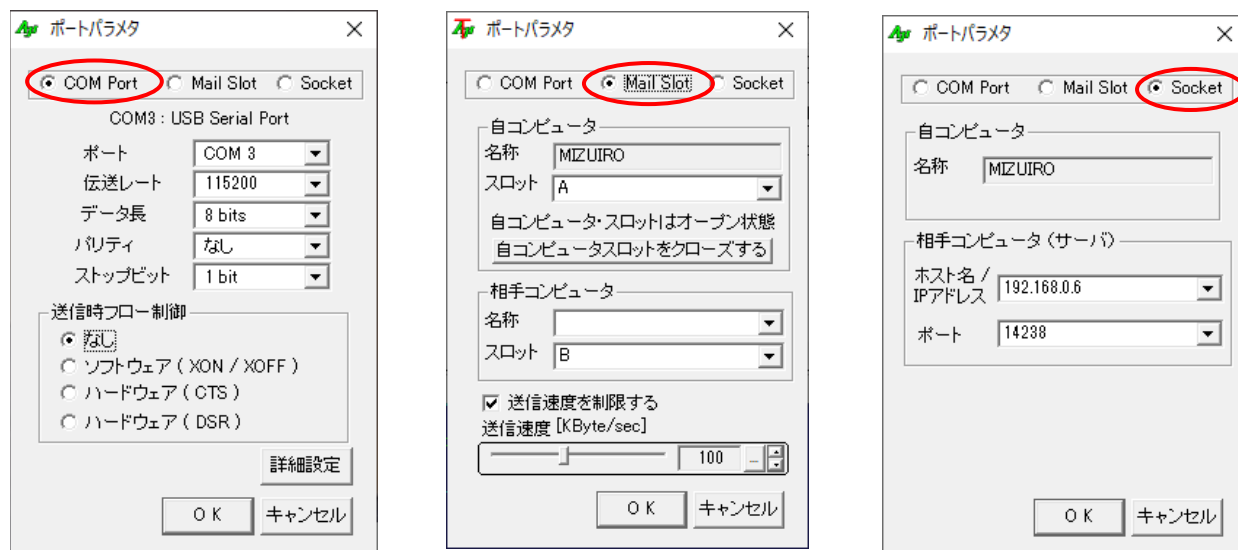 ポートパラメタ
COM Port Mail Slot Socket
COM3 : USB Serial Port
ポート COM 3
伝送レート 115200
データ長 8 bits
パリティ なし
ストップビット 1 bit
送信時フロー制御
なし
ソフトウェア ( XON / XOFF )
ハードウェア ( CTS )
ハードウェア ( DSR )
詳細設定
O K キャンセル
ポートパラメタ
COM Port Mail Slot Socket
自コンピュータ
名称 MIZUIRO
スロット A
自コンピュータ・スロットはオープン状態
自コンピュータスロットをクローズする
相手コンピュータ
名称
スロット B
送信速度を制限する
送信速度 [KByte/sec]
100
O K キャンセル
ポートパラメタ
COM Port Mail Slot Socket
自コンピュータ
名称 MIZUIRO
相手コンピュータ (サーバ)
ホスト名 /
IPアドレス 192.168.0.6
ポート 14238
O K キャンセル